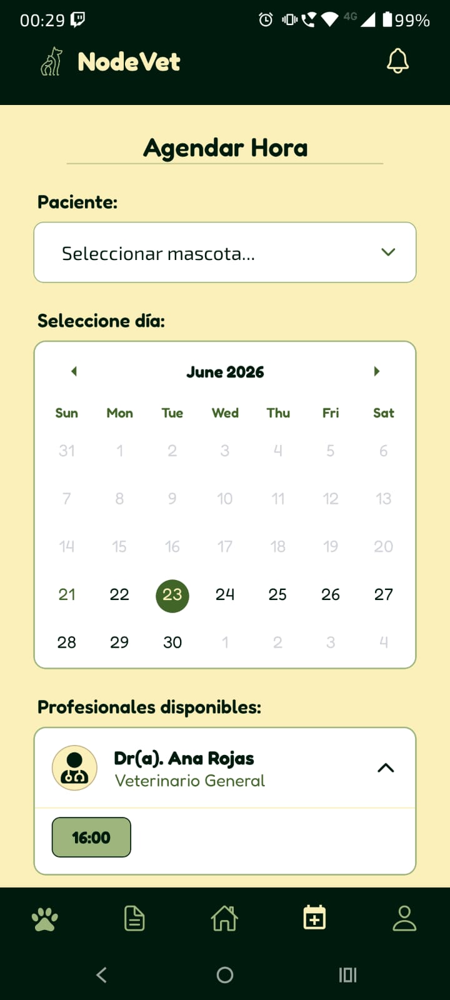 00:29
4G
99%
NodeVet
Agendar Hora
Paciente:
Seleccionar mascota...
Seleccione día:
June 2026
Sun Mon Tue Wed Thu Fri Sat
31 1 2 3 4 5 6
7 8 9 10 11 12 13
14 15 16 17 18 19 20
21 22 23 24 25 26 27
28 29 30 1 2 3 4
Profesionales disponibles:
Dr(a). Ana Rojas
Veterinario General
16:00